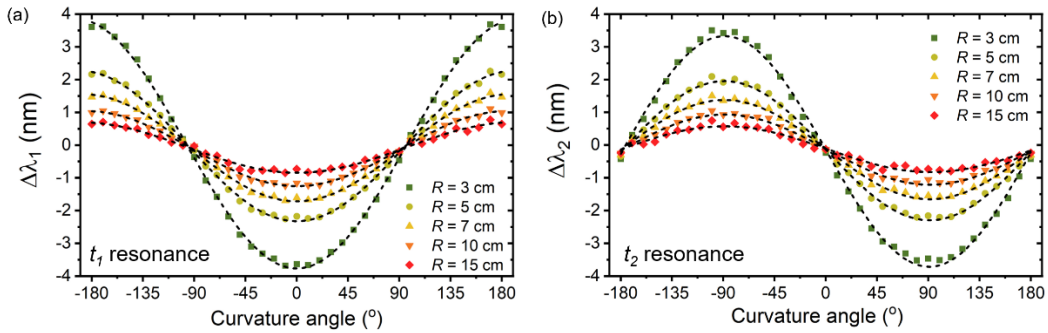 (a)
4
3
2
1
0
-1
-2
-3
-4
Δλ1 (nm)
R = 3 cm
R = 5 cm
R = 7 cm
R = 10 cm
R = 15 cm
t1 resonance
-180 -135 -90 -45 0 45 90 135 180
Curvature angle (º)
(b)
4
3
2
1
0
-1
-2
-3
-4
Δλ2 (nm)
R = 3 cm
R = 5 cm
R = 7 cm
R = 10 cm
R = 15 cm
t2 resonance
-180 -135 -90 -45 0 45 90 135 180
Curvature angle (º)